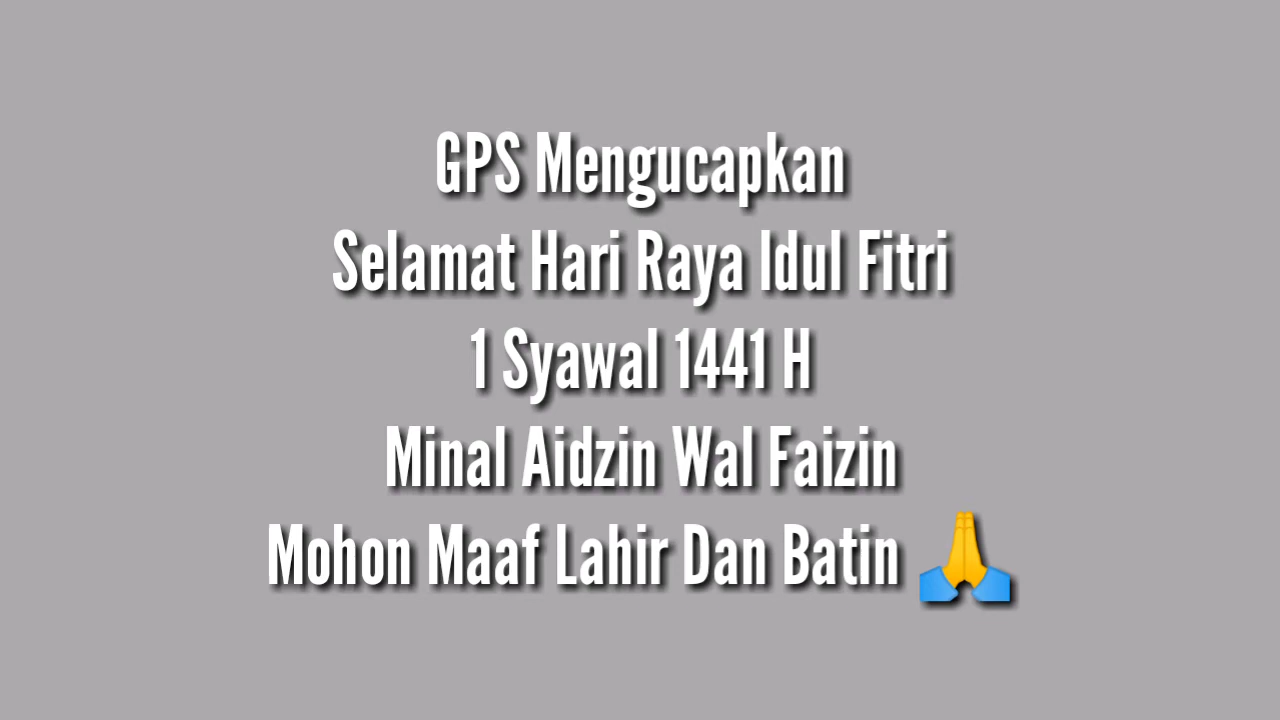 GPS Mengucapkan
Selamat Hari Raya Idul Fitri
1 Syawal 1441 H
Minal Aidzin Wal Faizin
Mohon Maaf Lahir Dan Batin 🙏